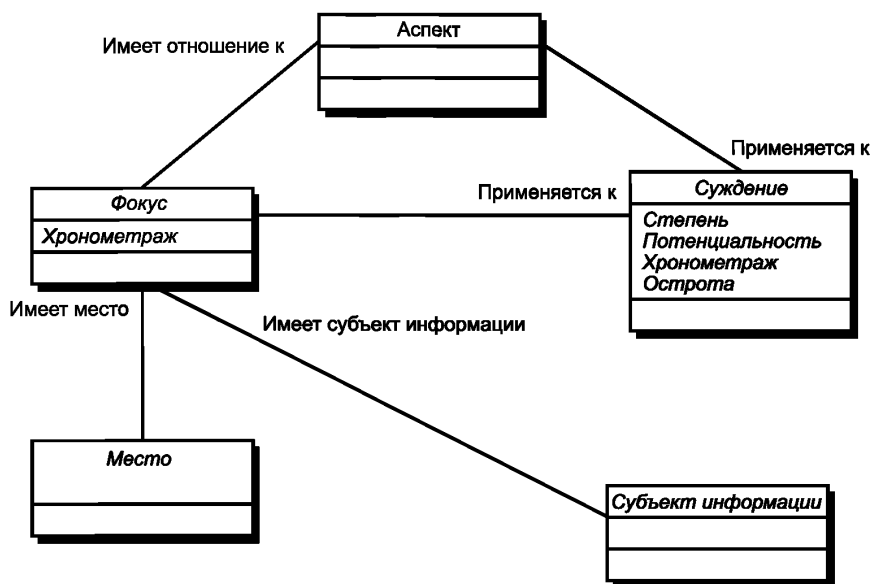 Аспект
Имеет отношение к
Применяется к
Фокус
Хронометраж
Применяется к
Суждение
Степень
Потенциальность
Хронометраж
Острота
Имеет место
Имеет субъект информации
Место
Субъект информации